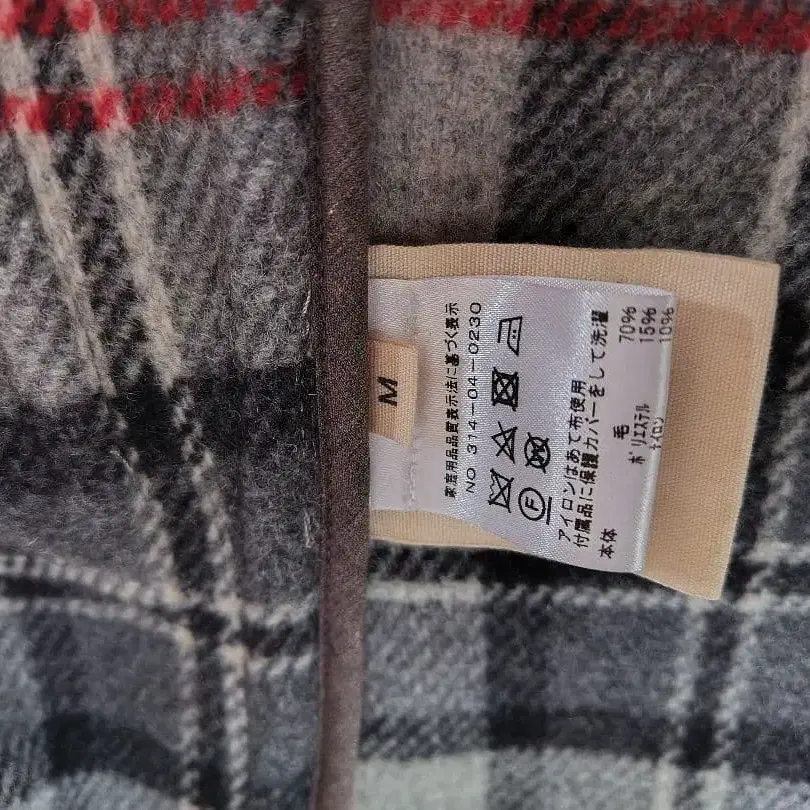 M
家庭用品品質表示法に基づく表示
NO 314-04-0230
F
アイロンはあて布使用
付属品に保護カバーをして洗濯
本体 毛 70%
ポリエステル 15%
ナイロン 10%